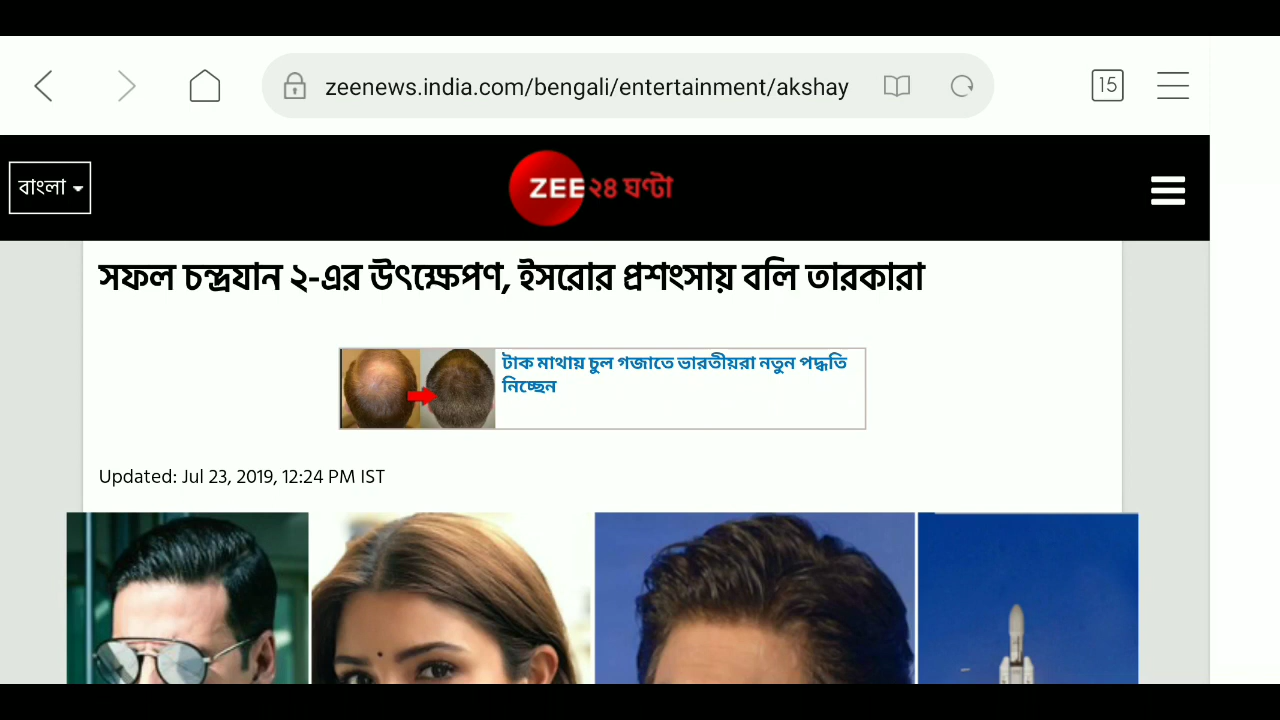 zeenews.india.com/bengali/entertainment/akshay
15
বাংলা
ZEE ২৪ ঘণ্টা
সফল চন্দ্রযান ২-এর উৎক্ষেপণ, ইসরোর প্রশংসায় বলি তারকারা
টাক মাথায় চুল গজাতে ভারতীয়রা নতুন পদ্ধতি
নিচ্ছেন
Updated: Jul 23, 2019, 12:24 PM IST